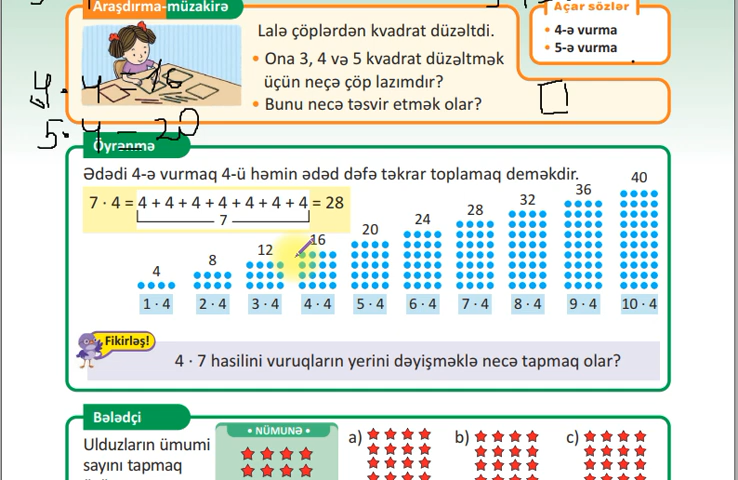 Araşdırma-müzakirə
Açar sözlər
• 4-ə vurma
• 5-ə vurma
Lalə çöplərdən kvadrat düzəltdi.
• Ona 3, 4 və 5 kvadrat düzəltmək
üçün neçə çöp lazımdır?
• Bunu necə təsvir etmək olar?
4 · 4 = 16
5 · 4 = 20
Öyrənmə
Ədədi 4-ə vurmaq 4-ü həmin ədəd dəfə təkrar toplamaq deməkdir.
7 · 4 = 4 + 4 + 4 + 4 + 4 + 4 + 4 = 28
7
4 8 12 16 20 24 28 32 36 40
1 · 4 2 · 4 3 · 4 4 · 4 5 · 4 6 · 4 7 · 4 8 · 4 9 · 4 10 · 4
Fikirləş!
4 · 7 hasilini vuruqların yerini dəyişməklə necə tapmaq olar?
Bələdçi
Ulduzların ümumi
sayını tapmaq
NÜMUNƏ
a) b) c)